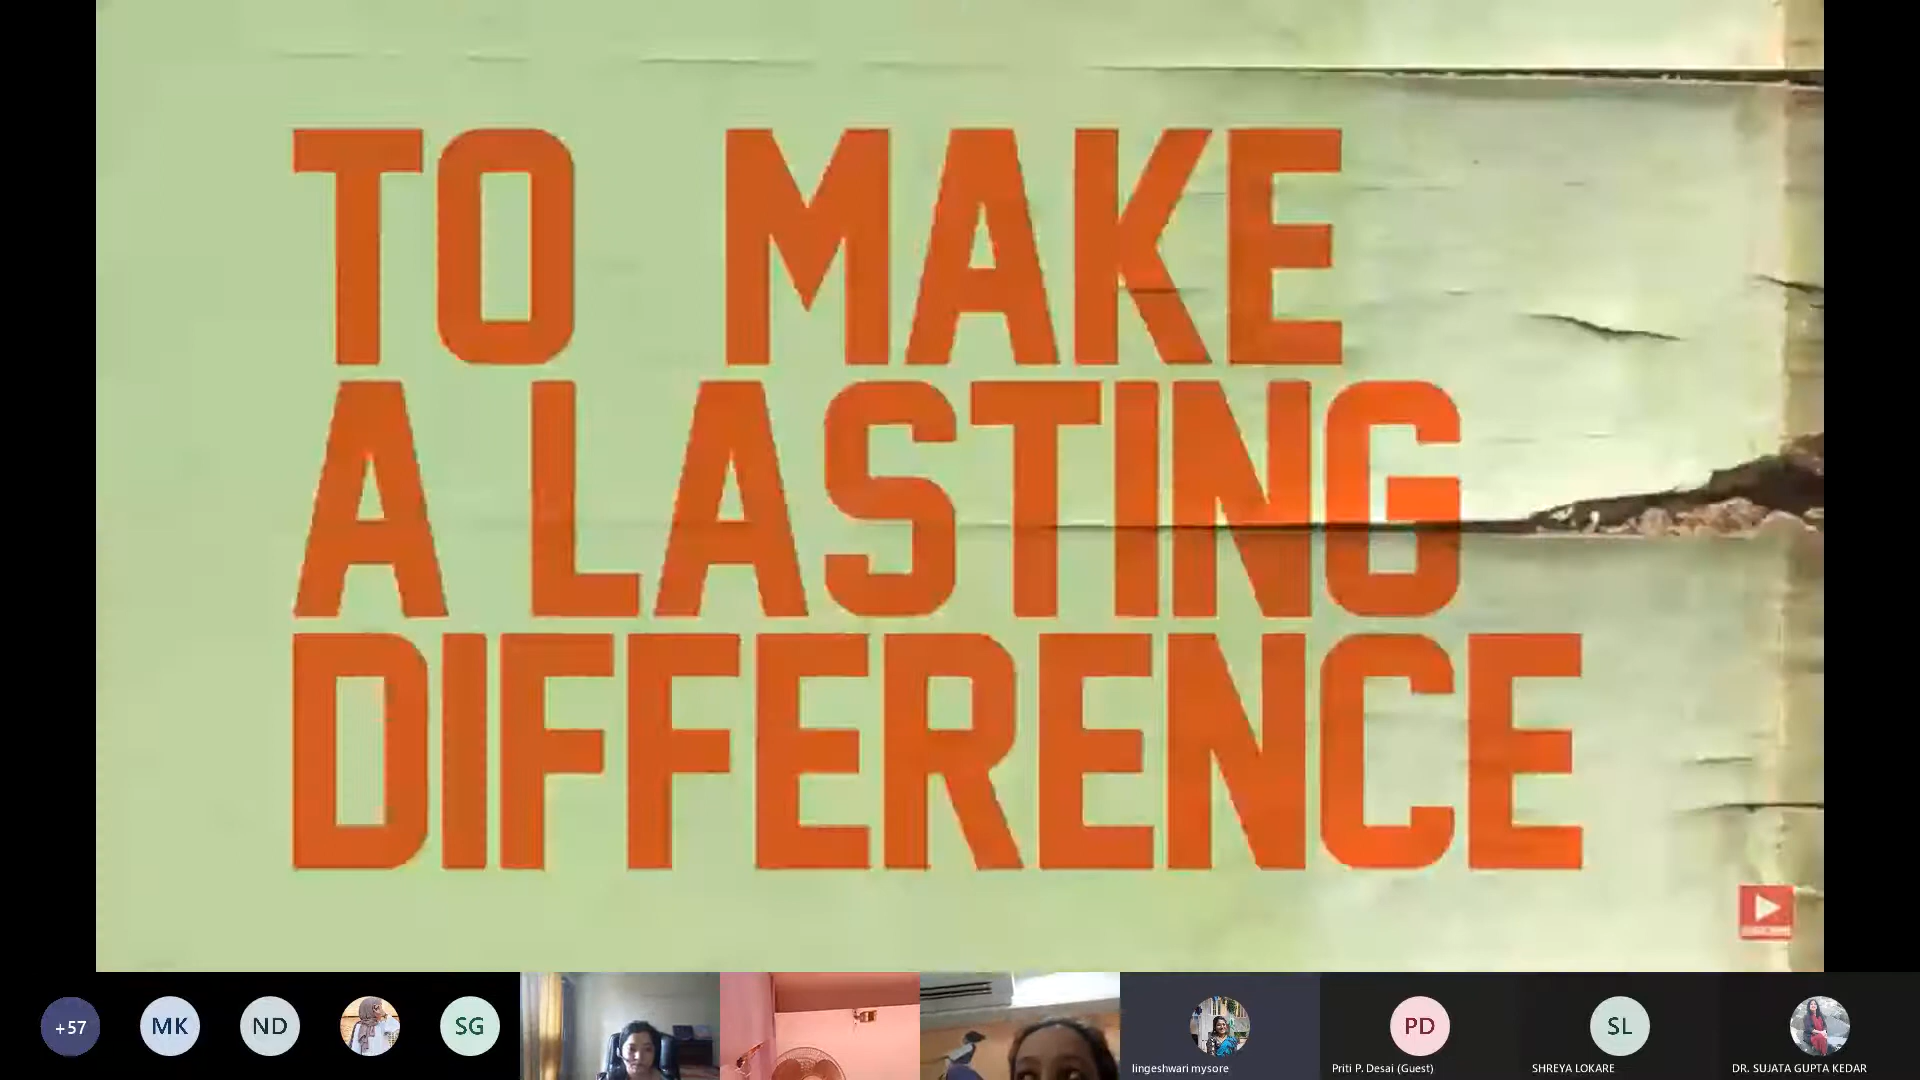 TO MAKE
A LASTING
DIFFERENCE
+57
MK
ND
SG
lingeshwari mysore
PD
Priti P. Desai (Guest)
SL
SHREYA LOKARE
DR. SUJATA GUPTA KEDAR